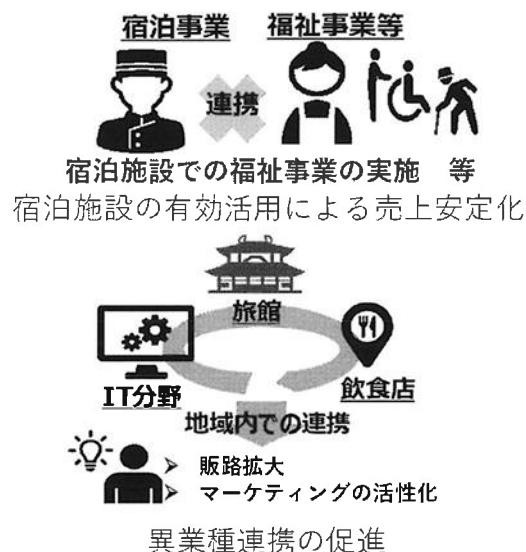 宿泊事業 福祉事業等
連携
宿泊施設での福祉事業の実施　等
宿泊施設の有効活用による売上安定化
旅館
IT分野
飲食店
地域内での連携
➢ 販路拡大
➢ マーケティングの活性化
異業種連携の促進